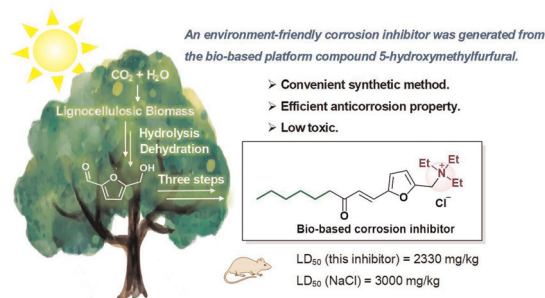 An environment-friendly corrosion inhibitor was generated from
the bio-based platform compound 5-hydroxymethylfurfural.
CO₂ + H₂O
Lignocellulosic Biomass
Hydrolysis
Dehydration
O
O
OH
Three steps
➢ Convenient synthetic method.
➢ Efficient anticorrosion property.
➢ Low toxic.
Et
Et
N⁺
Et
O
O
Cl⁻
Bio-based corrosion inhibitor
LD₅₀ (this inhibitor) = 2330 mg/kg
LD₅₀ (NaCl) = 3000 mg/kg